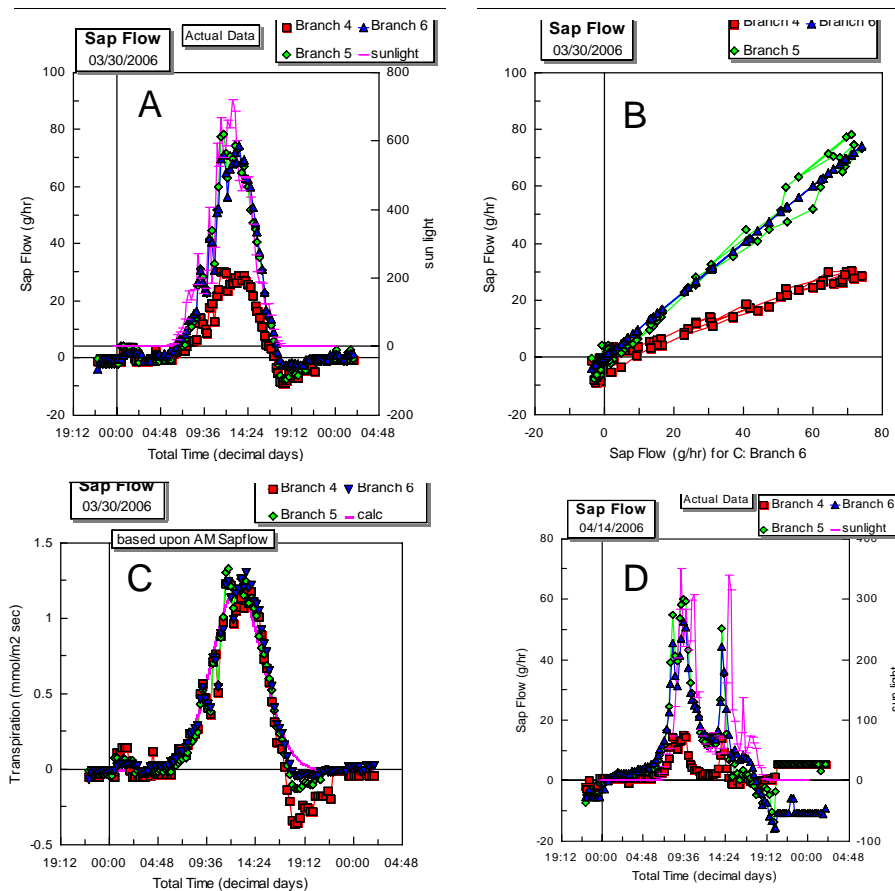 Sap Flow
03/30/2006
Actual Data
Branch 4
Branch 6
Branch 5
sunlight
A
100
80
60
40
20
0
-20
Sap Flow (g/hr)
800
600
400
200
0
-200
sun light
19:12 00:00 04:48 09:36 14:24 19:12 00:00 04:48
Total Time (decimal days)
Sap Flow
03/30/2006
Branch 4
Branch 6
Branch 5
B
100
80
60
40
20
0
-20
Sap Flow (g/hr)
-20 0 20 40 60 80
Sap Flow (g/hr) for C: Branch 6
Sap Flow
03/30/2006
Branch 4
Branch 6
Branch 5
calc
based upon AM Sapflow
C
1.5
1
0.5
0
-0.5
Transpiration (mmol/m2 sec)
19:12 00:00 04:48 09:36 14:24 19:12 00:00 04:48
Total Time (decimal days)
Sap Flow
04/14/2006
Actual Data
Branch 4
Branch 6
Branch 5
sunlight
D
80
60
40
20
0
-20
Sap Flow (g/hr)
400
300
200
100
0
-100
sun light
19:12 00:00 04:48 09:36 14:24 19:12 00:00 04:48
Total Time (decimal days)